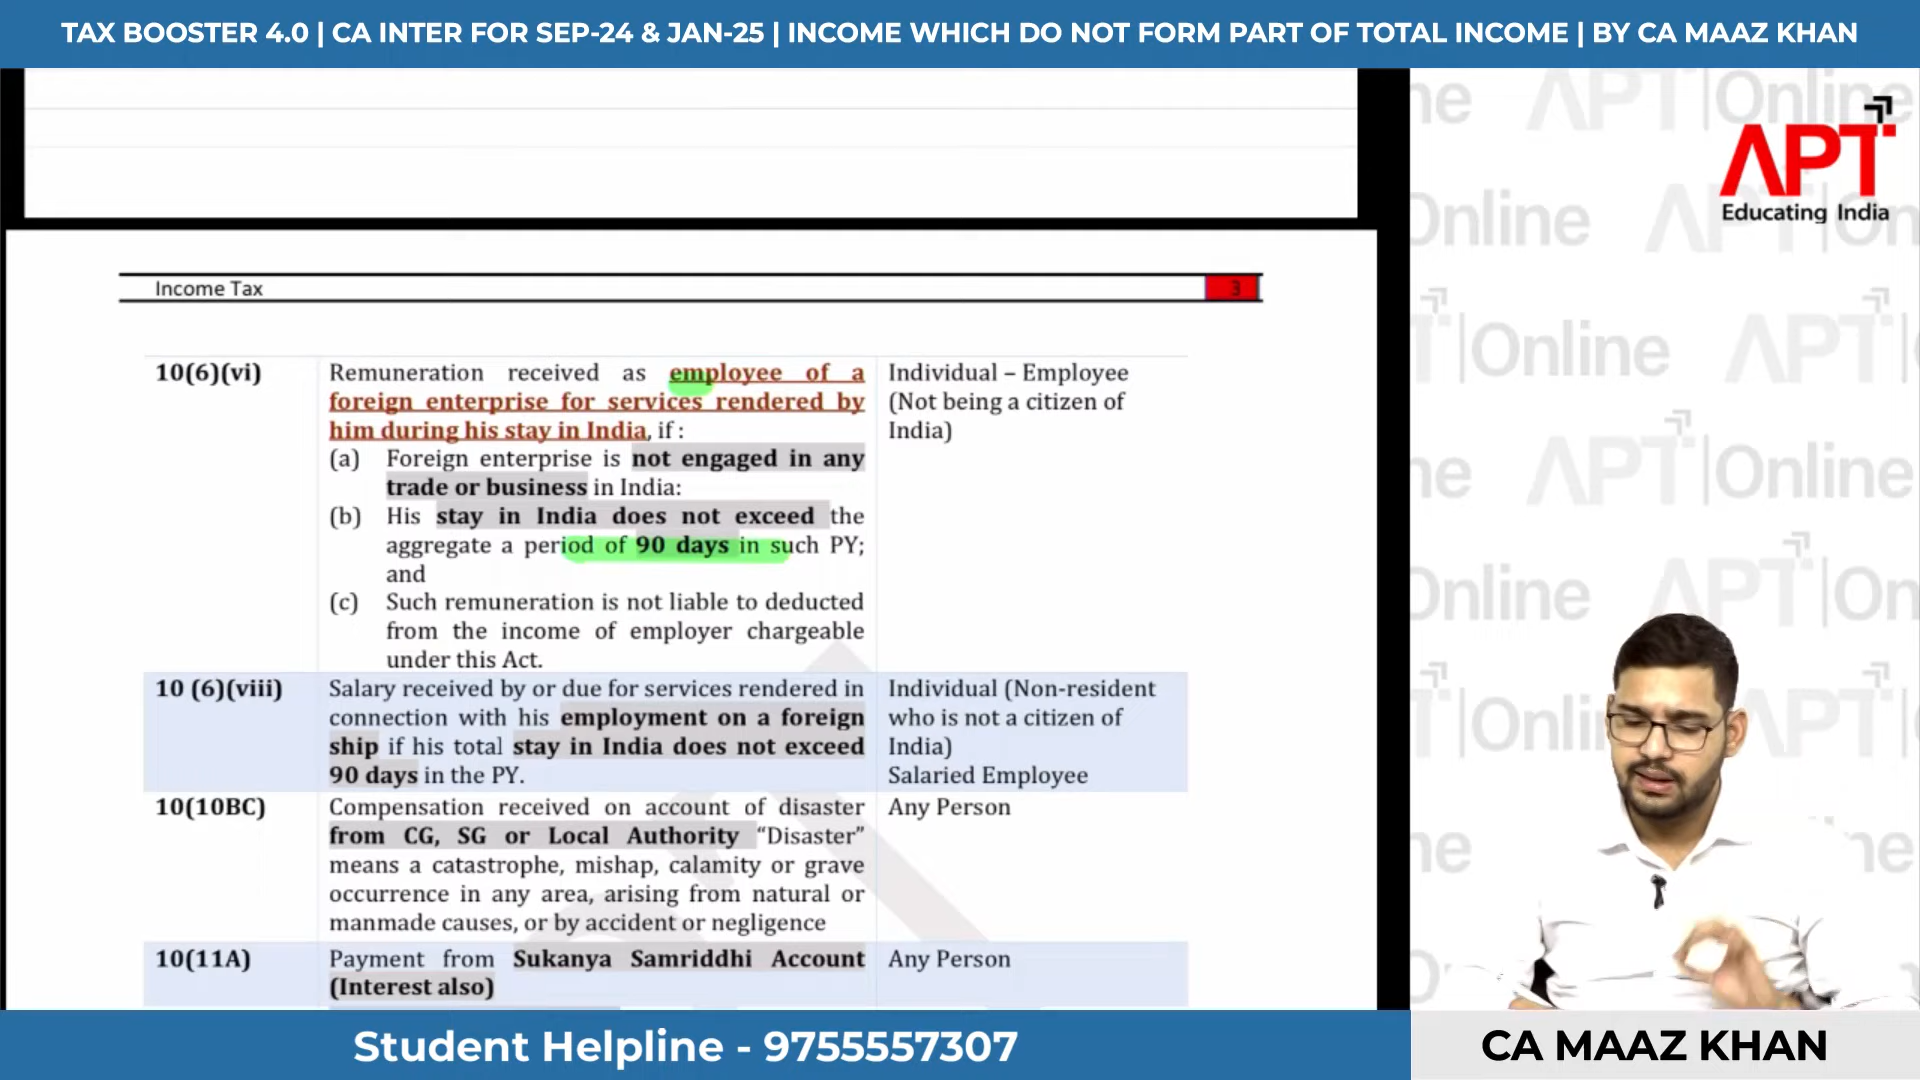 TAX BOOSTER 4.0 | CA INTER FOR SEP-24 & JAN-25 | INCOME WHICH DO NOT FORM PART OF TOTAL INCOME | BY CA MAAZ KHAN
APT
Educating India
Income Tax 3
10(6)(vi)
Remuneration received as employee of a
foreign enterprise for services rendered by
him during his stay in India, if :
(a) Foreign enterprise is not engaged in any
trade or business in India:
(b) His stay in India does not exceed the
aggregate a period of 90 days in such PY;
and
(c) Such remuneration is not liable to deducted
from the income of employer chargeable
under this Act.
Individual – Employee
(Not being a citizen of
India)
10 (6)(viii)
Salary received by or due for services rendered in
connection with his employment on a foreign
ship if his total stay in India does not exceed
90 days in the PY.
Individual (Non-resident
who is not a citizen of
India)
Salaried Employee
10(10BC)
Compensation received on account of disaster
from CG, SG or Local Authority “Disaster”
means a catastrophe, mishap, calamity or grave
occurrence in any area, arising from natural or
manmade causes, or by accident or negligence
Any Person
10(11A)
Payment from Sukanya Samriddhi Account
(Interest also)
Any Person
APT|Online
Student Helpline - 9755557307
CA MAAZ KHAN